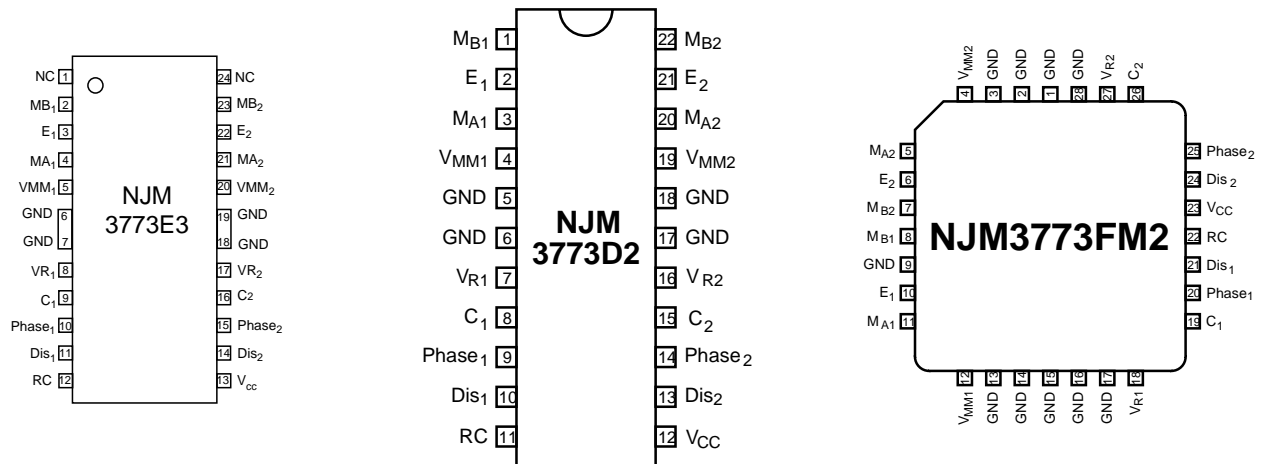 NC 1
MB1 2
E1 3
MA1 4
VMM1 5
GND 6
GND 7
VR1 8
C1 9
Phase1 10
Dis1 11
RC 12
NJM
3773E3
24 NC
23 MB2
22 E2
21 MA2
20 VMM2
19 GND
18 GND
17 VR2
16 C2
15 Phase2
14 Dis2
13 Vcc
MB1 1
E1 2
MA1 3
VMM1 4
GND 5
GND 6
VR1 7
C1 8
Phase1 9
Dis1 10
RC 11
NJM
3773D2
22 MB2
21 E2
20 MA2
19 VMM2
18 GND
17 GND
16 VR2
15 C2
14 Phase2
13 Dis2
12 VCC
VMM2 4
GND 3
GND 2
GND 1
GND 28
VR2 27
C2 26
MA2 5
E2 6
MB2 7
MB1 8
GND 9
E1 10
MA1 11
NJM3773FM2
25 Phase2
24 Dis2
23 VCC
22 RC
21 Dis1
20 Phase1
19 C1
VMM1 12
GND 13
GND 14
GND 15
GND 16
GND 17
VR1 18